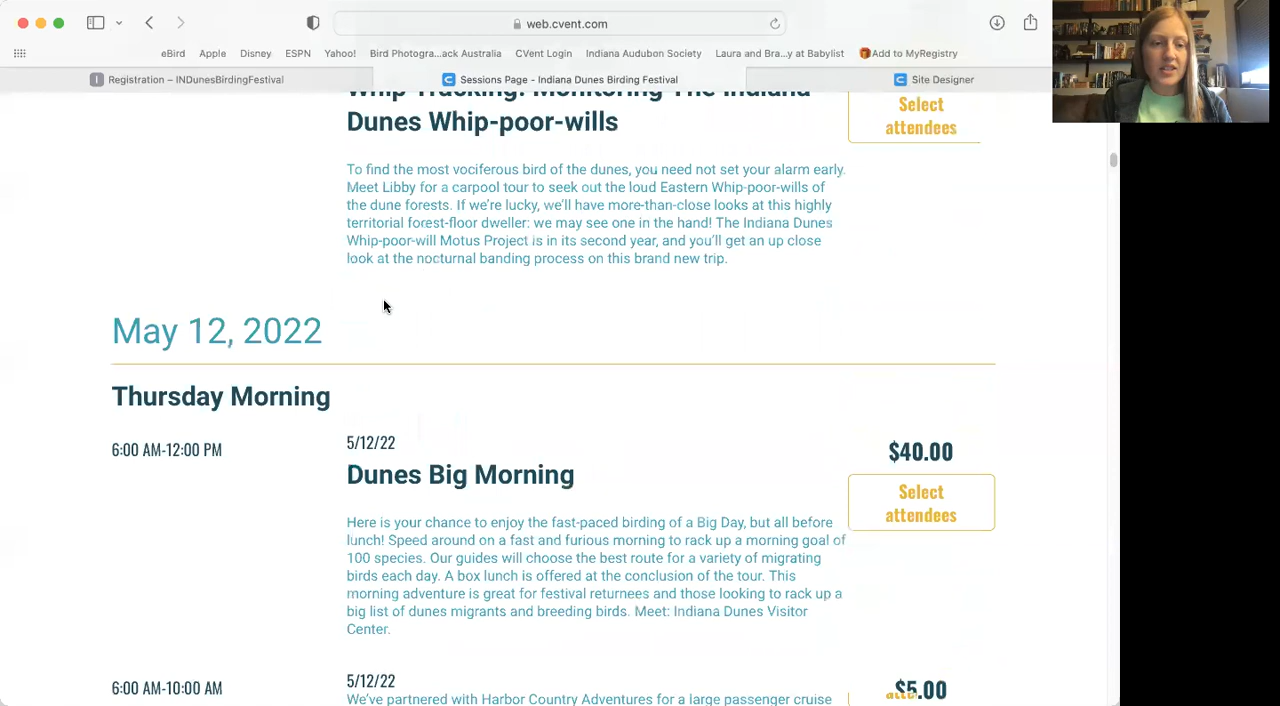 web.cvent.com
eBird Apple Disney ESPN Yahoo! Bird Photogra...ack Australia CVent Login Indiana Audubon Society Laura and Bra...y at Babylist Add to MyRegistry
Registration – INDunesBirdingFestival
Sessions Page - Indiana Dunes Birding Festival
Site Designer
Whip Tracking: Monitoring The Indiana
Dunes Whip-poor-wills
Select
attendees
To find the most vociferous bird of the dunes, you need not set your alarm early.
Meet Libby for a carpool tour to seek out the loud Eastern Whip-poor-wills of
the dune forests. If we're lucky, we'll have more-than-close looks at this highly
territorial forest-floor dweller: we may see one in the hand! The Indiana Dunes
Whip-poor-will Motus Project is in its second year, and you'll get an up close
look at the nocturnal banding process on this brand new trip.
May 12, 2022
Thursday Morning
6:00 AM-12:00 PM
5/12/22
Dunes Big Morning
$40.00
Select
attendees
Here is your chance to enjoy the fast-paced birding of a Big Day, but all before
lunch! Speed around on a fast and furious morning to rack up a morning goal of
100 species. Our guides will choose the best route for a variety of migrating
birds each day. A box lunch is offered at the conclusion of the tour. This
morning adventure is great for festival returnees and those looking to rack up a
big list of dunes migrants and breeding birds. Meet: Indiana Dunes Visitor
Center.
6:00 AM-10:00 AM
5/12/22
We've partnered with Harbor Country Adventures for a large passenger cruise
$5.00